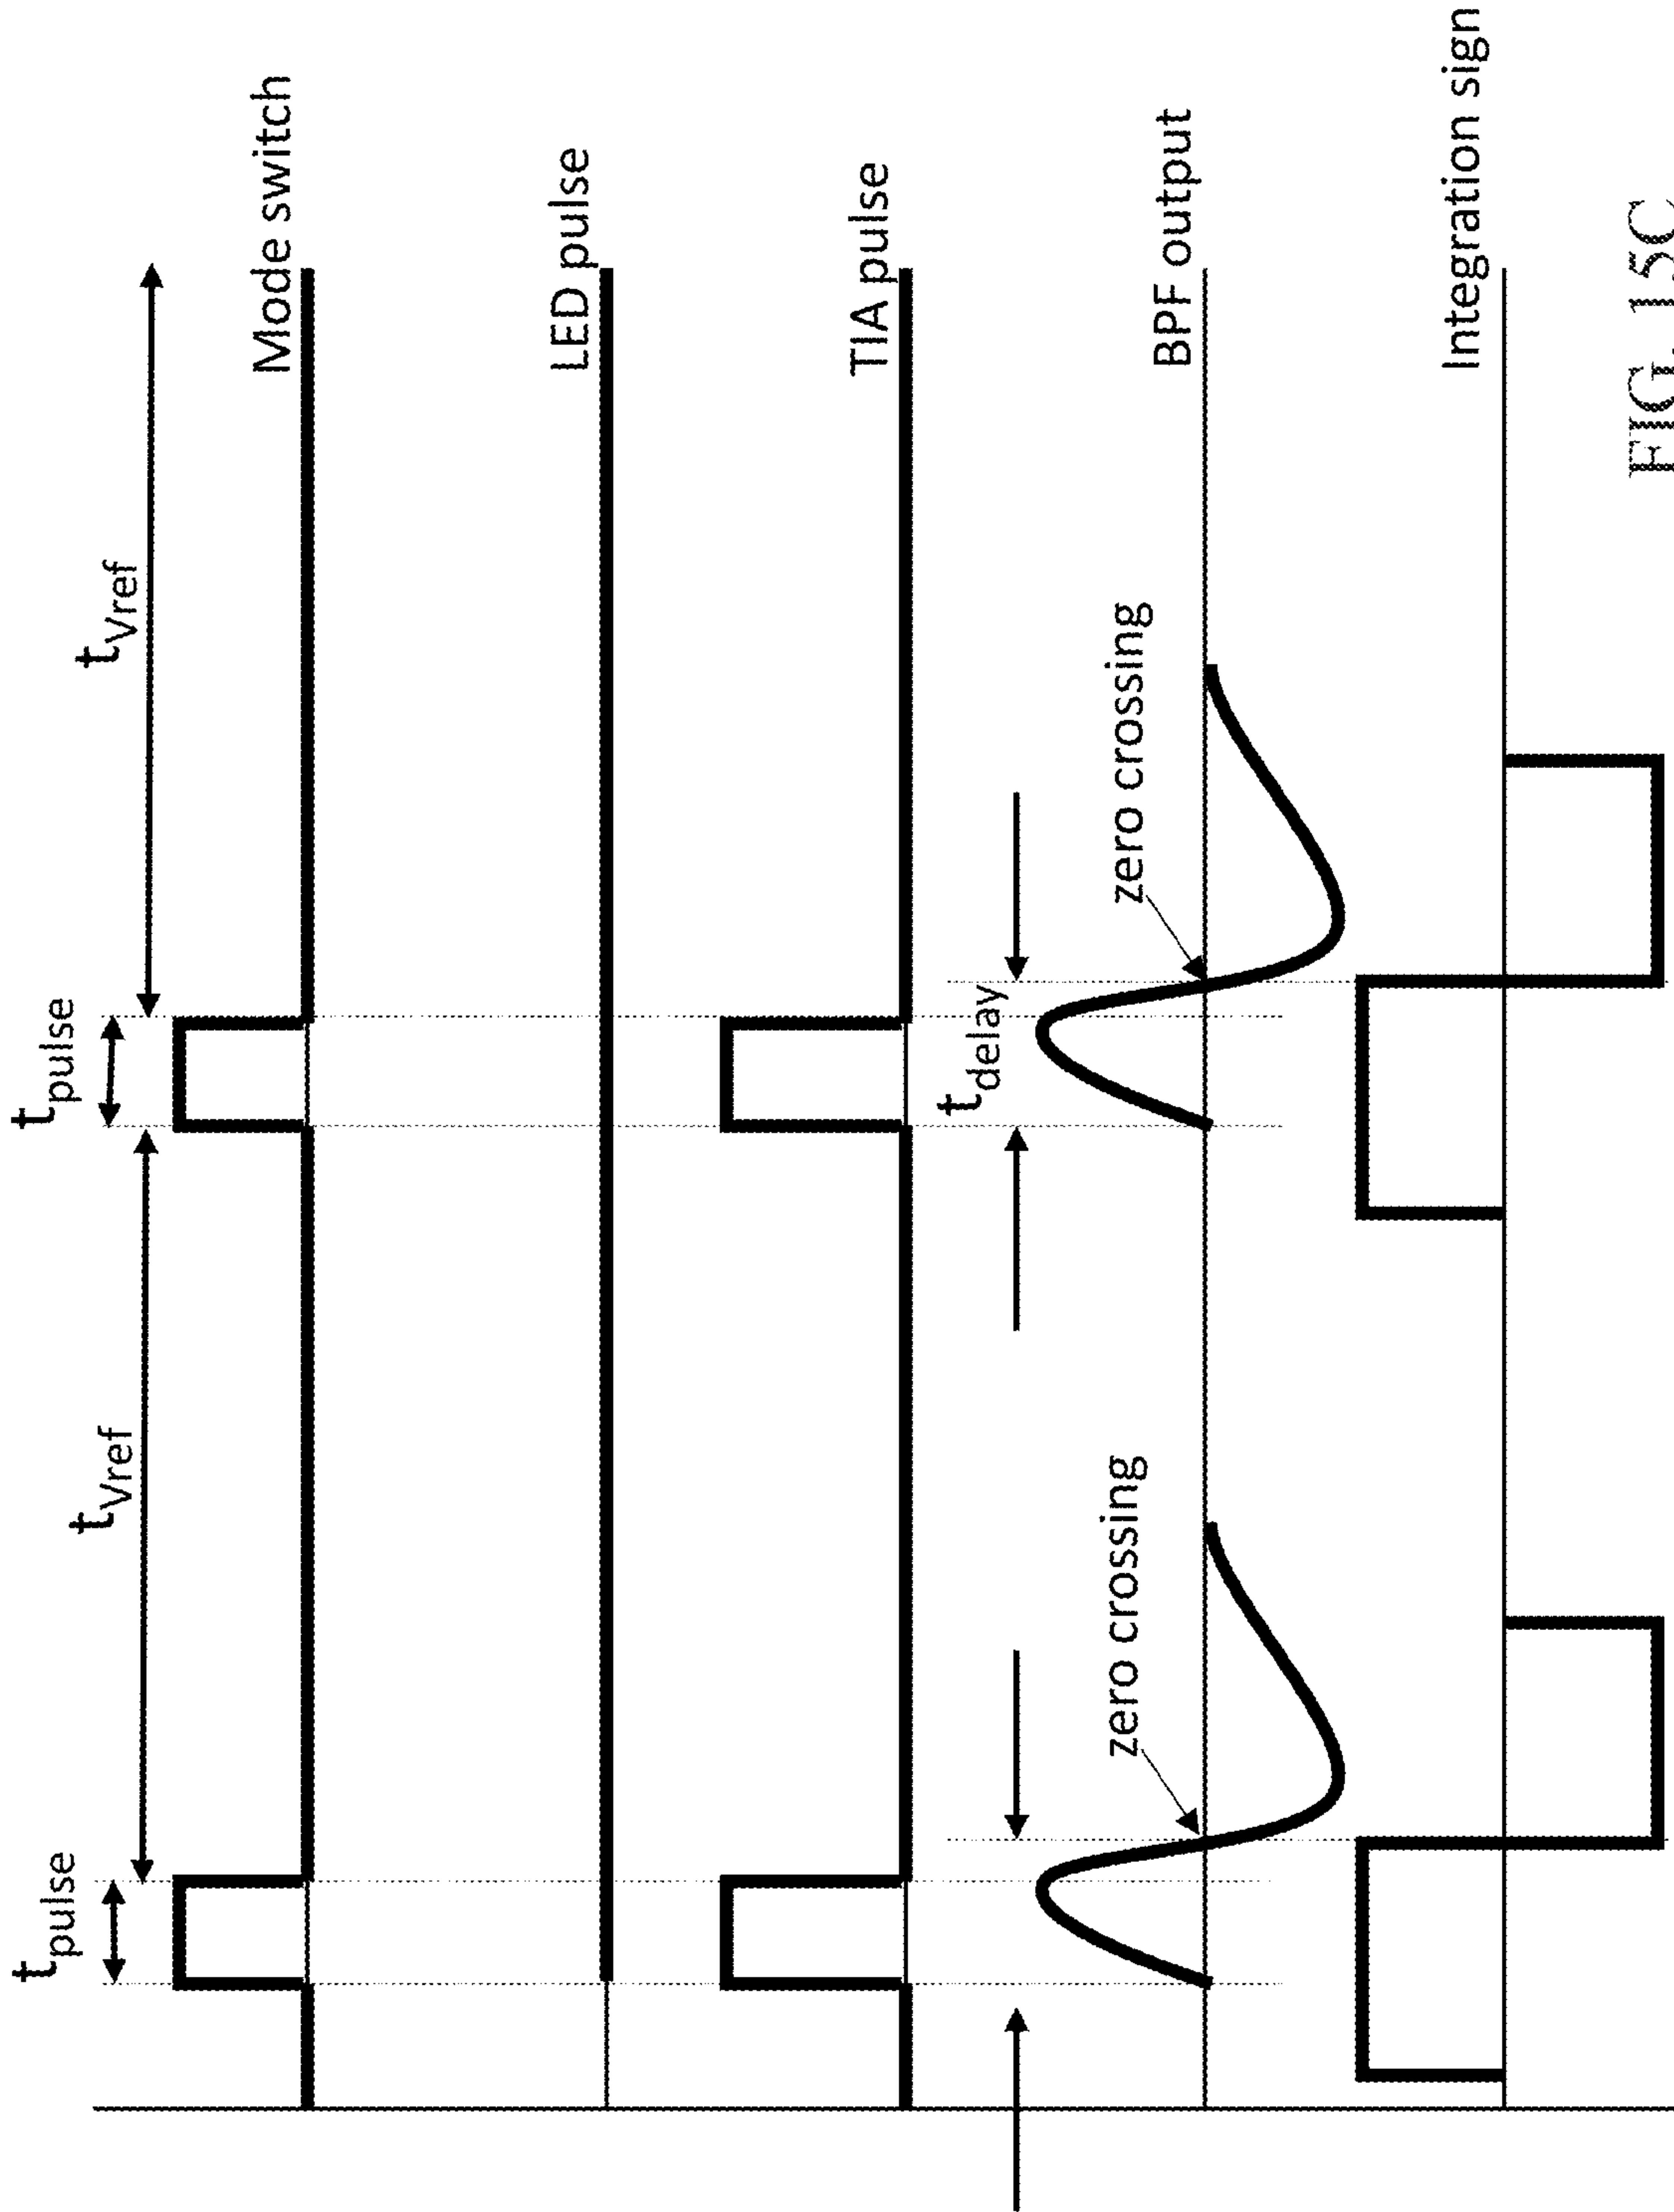 tpulse
tVref
tpulse
tVref
Mode switch
LED pulse
TIA pulse
tdelay
zero crossing
zero crossing
BPF output
Integration sign
FIG. 15C